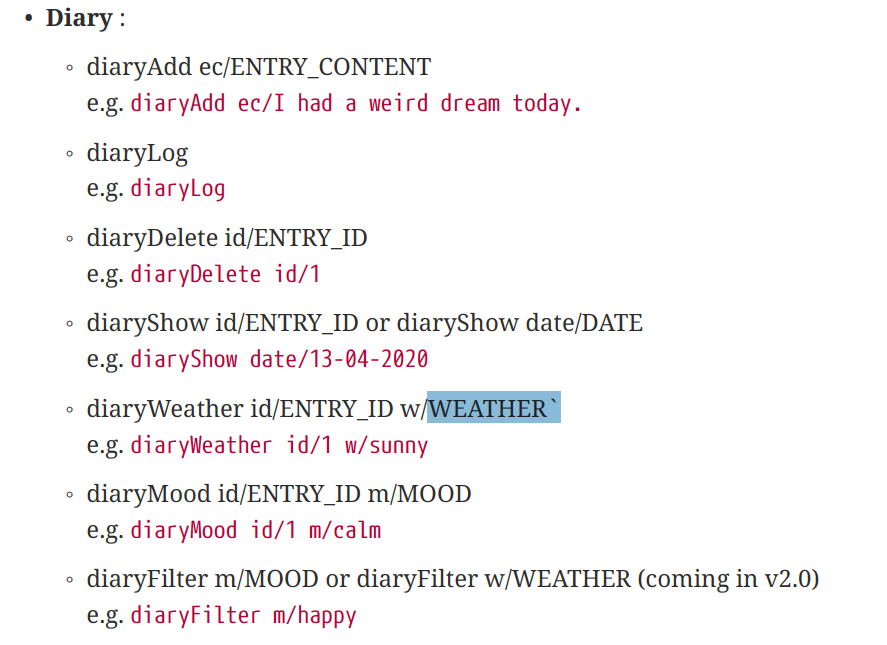 • Diary :
◦ diaryAdd ec/ENTRY_CONTENT
e.g. diaryAdd ec/I had a weird dream today.
◦ diaryLog
e.g. diaryLog
◦ diaryDelete id/ENTRY_ID
e.g. diaryDelete id/1
◦ diaryShow id/ENTRY_ID or diaryShow date/DATE
e.g. diaryShow date/13-04-2020
◦ diaryWeather id/ENTRY_ID w/WEATHER`
e.g. diaryWeather id/1 w/sunny
◦ diaryMood id/ENTRY_ID m/MOOD
e.g. diaryMood id/1 m/calm
◦ diaryFilter m/MOOD or diaryFilter w/WEATHER (coming in v2.0)
e.g. diaryFilter m/happy